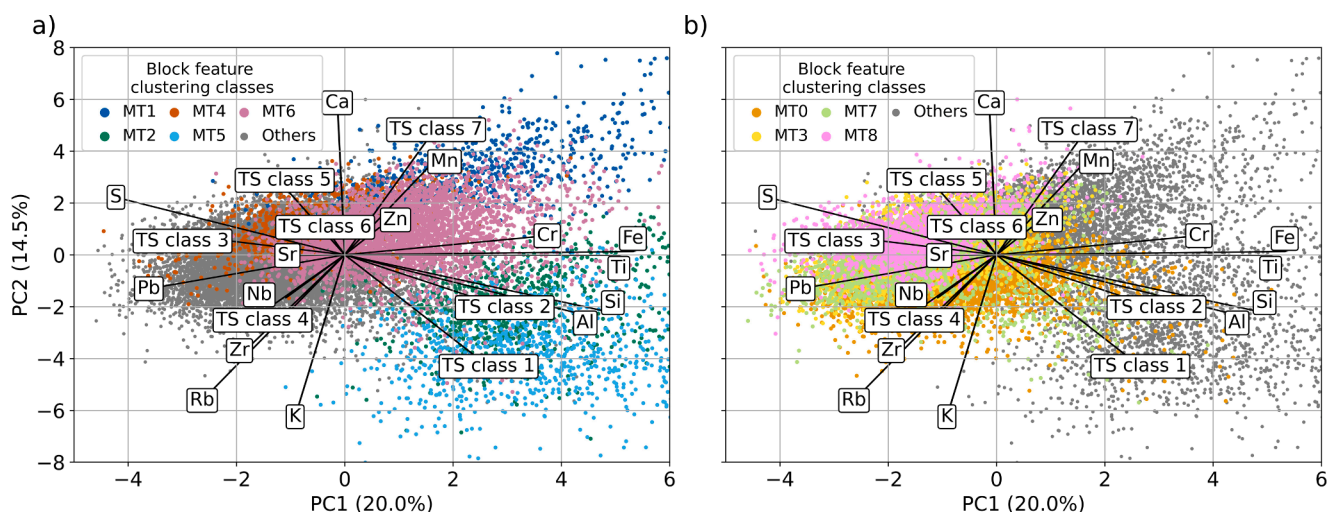 a)
Block feature
clustering classes
MT1 MT4 MT6
MT2 MT5 Others
Ca
TS class 7
Mn
TS class 5
S
Zn
TS class 6
TS class 3
Cr
Fe
Sr
Ti
Pb
Nb
Si
TS class 2
TS class 4
Al
Zr
TS class 1
Rb
K
8
6
4
2
0
−2
−4
−6
−8
PC2 (14.5%)
−4 −2 0 2 4 6
PC1 (20.0%)
b)
Block feature
clustering classes
MT0 MT7 Others
MT3 MT8
Ca
TS class 7
Mn
TS class 5
S
Zn
TS class 6
TS class 3
Cr
Fe
Sr
Ti
Pb
Nb
Si
TS class 2
TS class 4
Al
Zr
TS class 1
Rb
K
−4 −2 0 2 4 6
PC1 (20.0%)